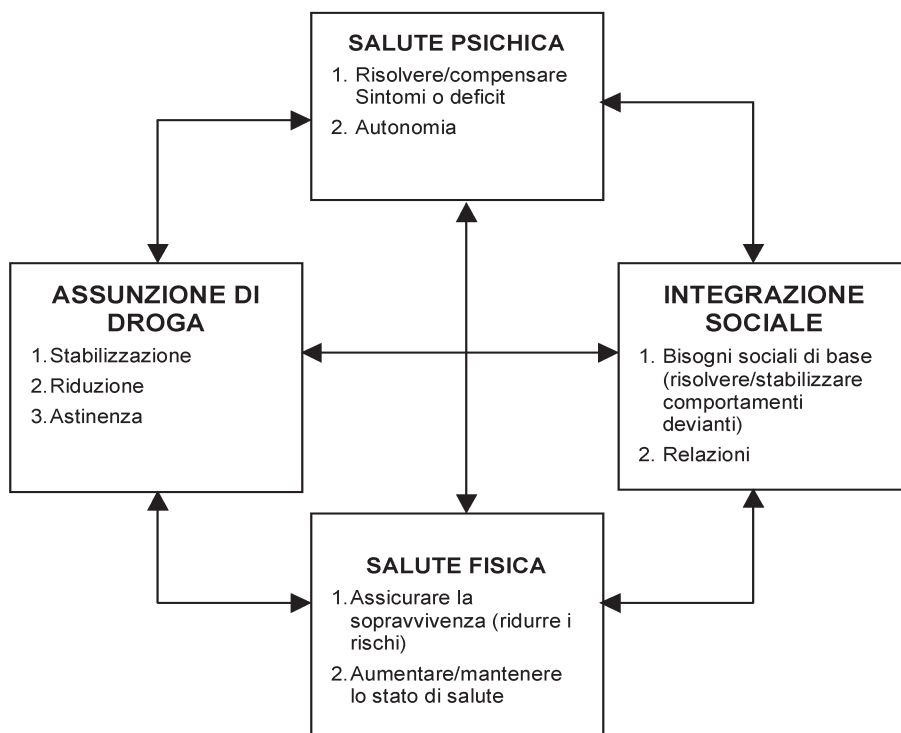 SALUTE PSICHICA
1. Risolvere/compensare
Sintomi o deficit
2. Autonomia
ASSUNZIONE DI
DROGA
1. Stabilizzazione
2. Riduzione
3. Astinenza
INTEGRAZIONE
SOCIALE
1. Bisogni sociali di base
(risolvere/stabilizzare
comportamenti
devianti)
2. Relazioni
SALUTE FISICA
1. Assicurare la
sopravvivenza (ridurre i
rischi)
2. Aumentare/mantenere
lo stato di salute